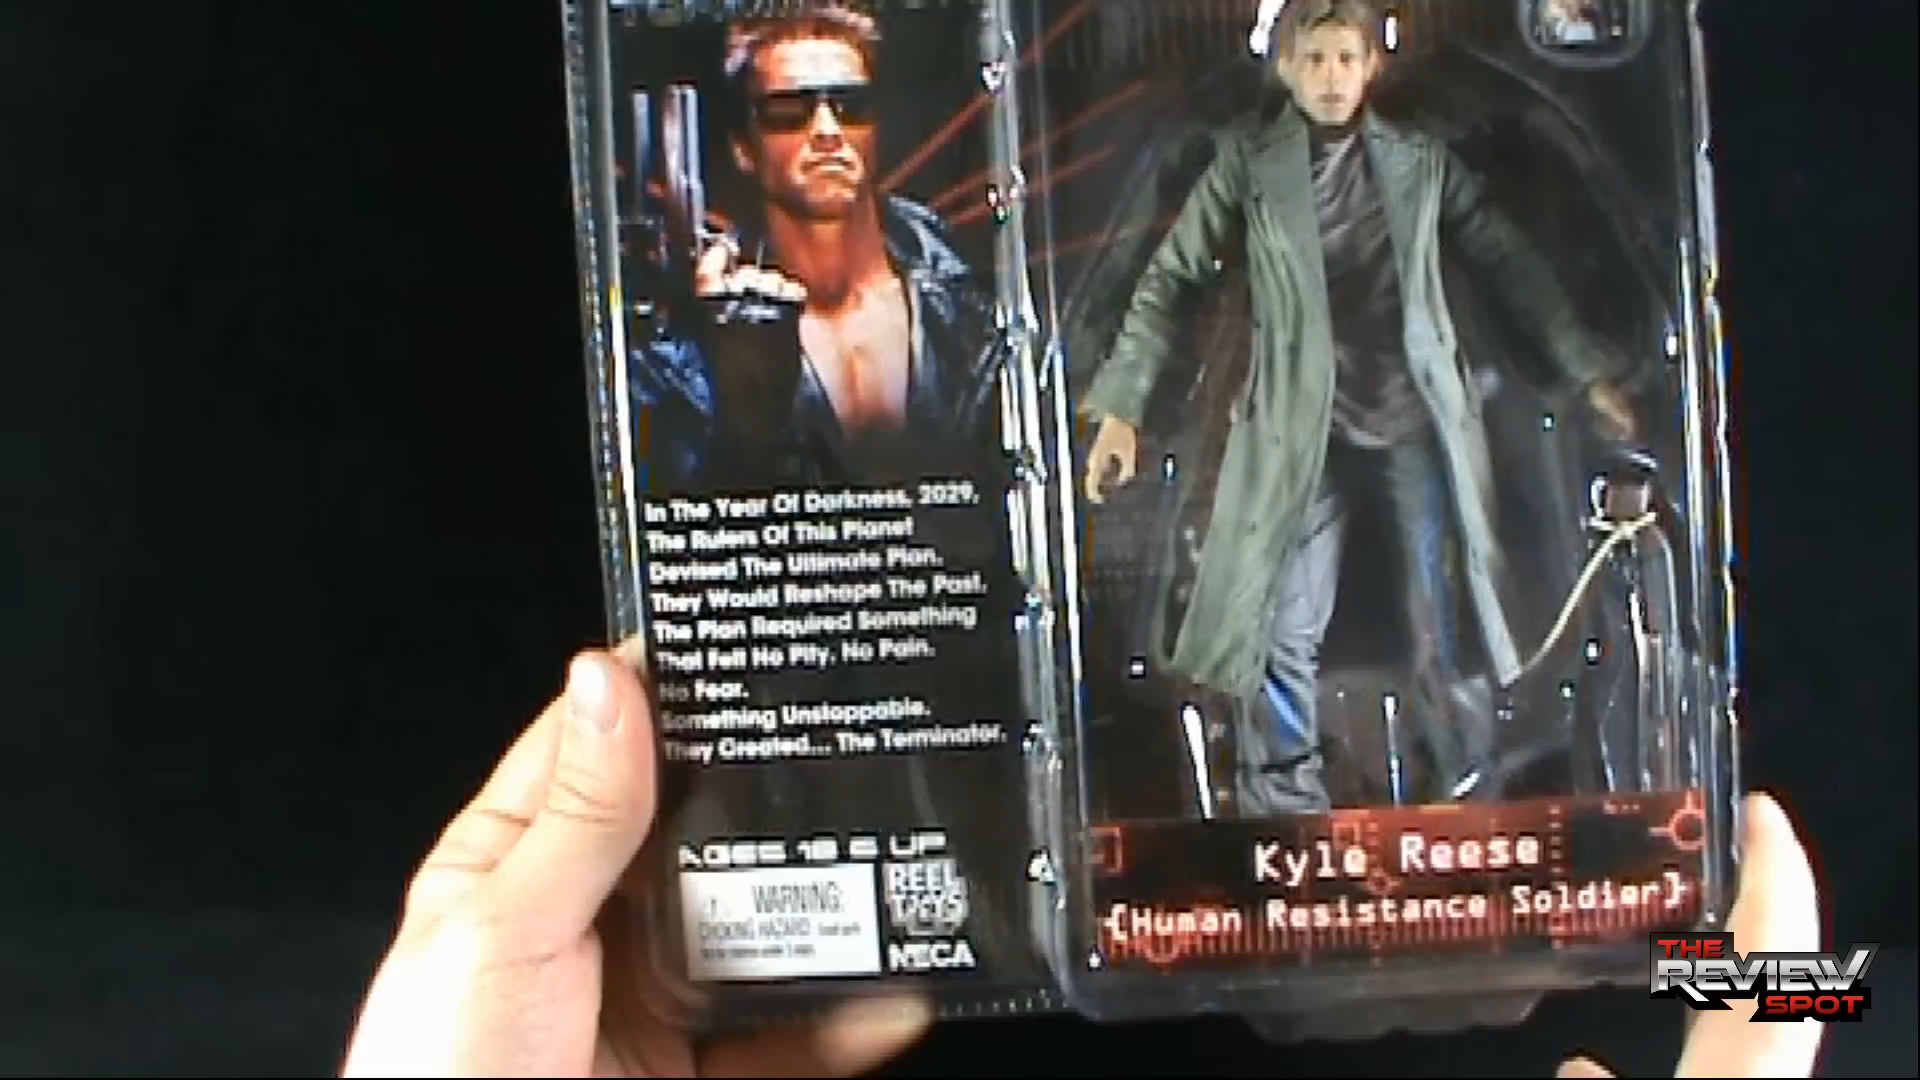 In The Year Of Darkness, 2029,
The Rulers Of This Planet
Devised The Ultimate Plan.
They Would Reshape The Past.
The Plan Required Something
That Felt No Pity. No Pain.
No Fear.
Something Unstoppable.
They Created... The Terminator.
AGES 18 & UP
WARNING:
CHOKING HAZARD
REEL
TOYS
NECA
Kyle Reese
{Human Resistance Soldier}
THE
REVIEW
SPOT